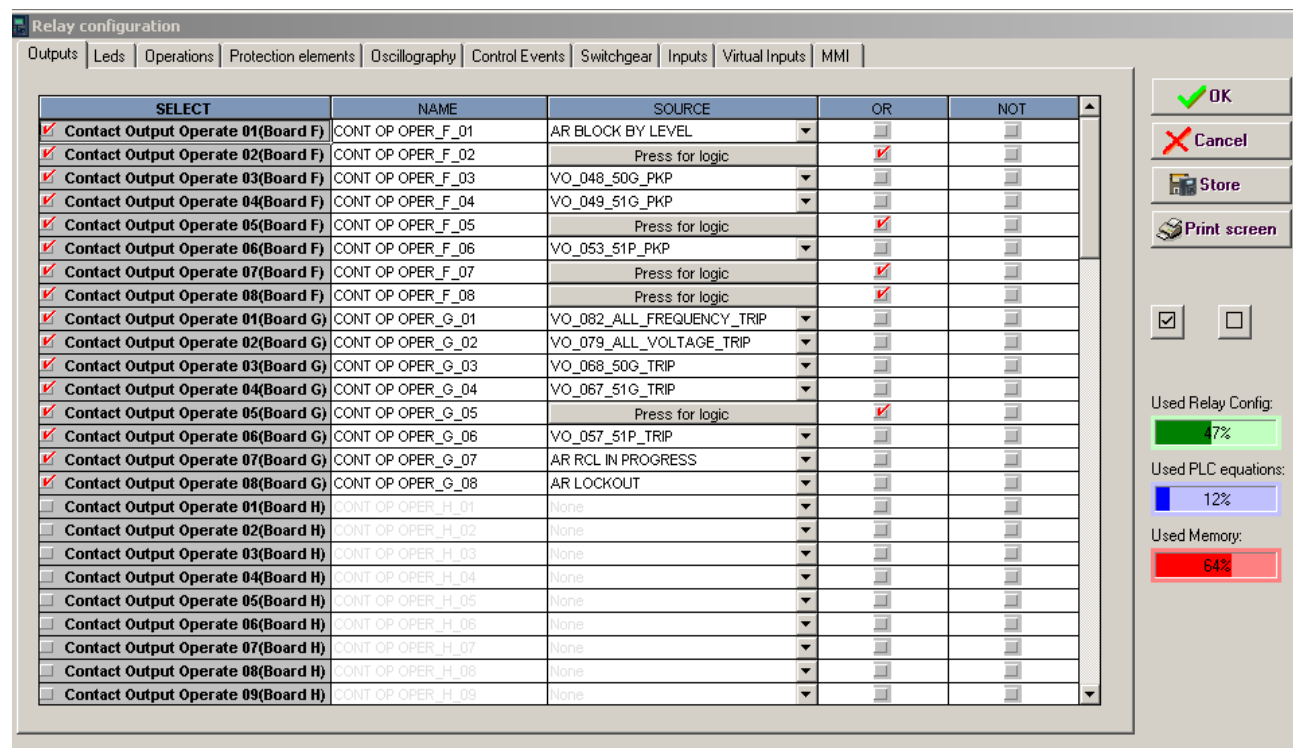 Relay configuration
Outputs Leds Operations Protection elements Oscillography Control Events Switchgear Inputs Virtual Inputs MMI
SELECT NAME SOURCE OR NOT
Contact Output Operate 01(Board F) CONT OP OPER_F_01 AR BLOCK BY LEVEL
Contact Output Operate 02(Board F) CONT OP OPER_F_02 Press for logic
Contact Output Operate 03(Board F) CONT OP OPER_F_03 VO_048_50G_PKP
Contact Output Operate 04(Board F) CONT OP OPER_F_04 VO_049_51G_PKP
Contact Output Operate 05(Board F) CONT OP OPER_F_05 Press for logic
Contact Output Operate 06(Board F) CONT OP OPER_F_06 VO_053_51P_PKP
Contact Output Operate 07(Board F) CONT OP OPER_F_07 Press for logic
Contact Output Operate 08(Board F) CONT OP OPER_F_08 Press for logic
Contact Output Operate 01(Board G) CONT OP OPER_G_01 VO_082_ALL_FREQUENCY_TRIP
Contact Output Operate 02(Board G) CONT OP OPER_G_02 VO_079_ALL_VOLTAGE_TRIP
Contact Output Operate 03(Board G) CONT OP OPER_G_03 VO_068_50G_TRIP
Contact Output Operate 04(Board G) CONT OP OPER_G_04 VO_067_51G_TRIP
Contact Output Operate 05(Board G) CONT OP OPER_G_05 Press for logic
Contact Output Operate 06(Board G) CONT OP OPER_G_06 VO_057_51P_TRIP
Contact Output Operate 07(Board G) CONT OP OPER_G_07 AR RCL IN PROGRESS
Contact Output Operate 08(Board G) CONT OP OPER_G_08 AR LOCKOUT
Contact Output Operate 01(Board H) CONT OP OPER_H_01 None
Contact Output Operate 02(Board H) CONT OP OPER_H_02 None
Contact Output Operate 03(Board H) CONT OP OPER_H_03 None
Contact Output Operate 04(Board H) CONT OP OPER_H_04 None
Contact Output Operate 05(Board H) CONT OP OPER_H_05 None
Contact Output Operate 06(Board H) CONT OP OPER_H_06 None
Contact Output Operate 07(Board H) CONT OP OPER_H_07 None
Contact Output Operate 08(Board H) CONT OP OPER_H_08 None
Contact Output Operate 09(Board H) CONT OP OPER_H_09 None
OK
Cancel
Store
Print screen
Used Relay Config:
47%
Used PLC equations:
12%
Used Memory:
64%